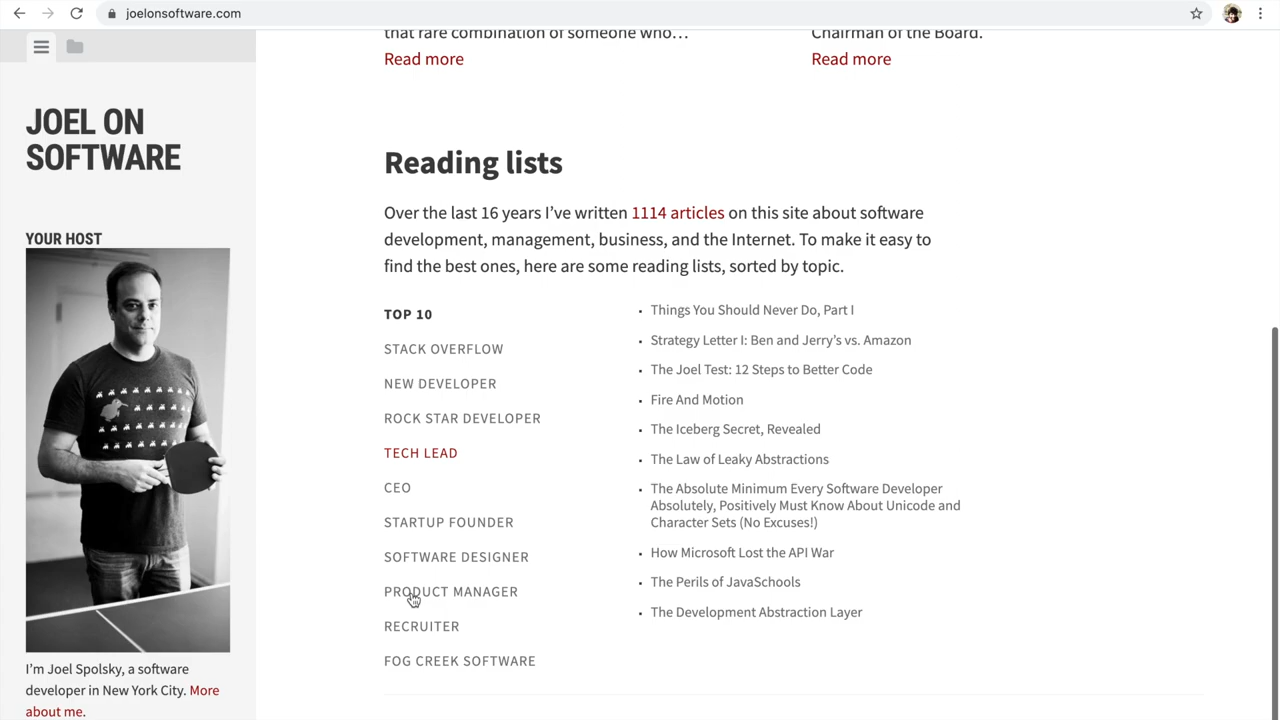 joelonsoftware.com
that rare combination of someone who…
Read more
Chairman of the Board.
Read more
JOEL ON
SOFTWARE
YOUR HOST
I’m Joel Spolsky, a software
developer in New York City. More
about me.
Reading lists
Over the last 16 years I’ve written 1114 articles on this site about software
development, management, business, and the Internet. To make it easy to
find the best ones, here are some reading lists, sorted by topic.
TOP 10
STACK OVERFLOW
NEW DEVELOPER
ROCK STAR DEVELOPER
TECH LEAD
CEO
STARTUP FOUNDER
SOFTWARE DESIGNER
PRODUCT MANAGER
RECRUITER
FOG CREEK SOFTWARE
Things You Should Never Do, Part I
Strategy Letter I: Ben and Jerry’s vs. Amazon
The Joel Test: 12 Steps to Better Code
Fire And Motion
The Iceberg Secret, Revealed
The Law of Leaky Abstractions
The Absolute Minimum Every Software Developer
Absolutely, Positively Must Know About Unicode and
Character Sets (No Excuses!)
How Microsoft Lost the API War
The Perils of JavaSchools
The Development Abstraction Layer